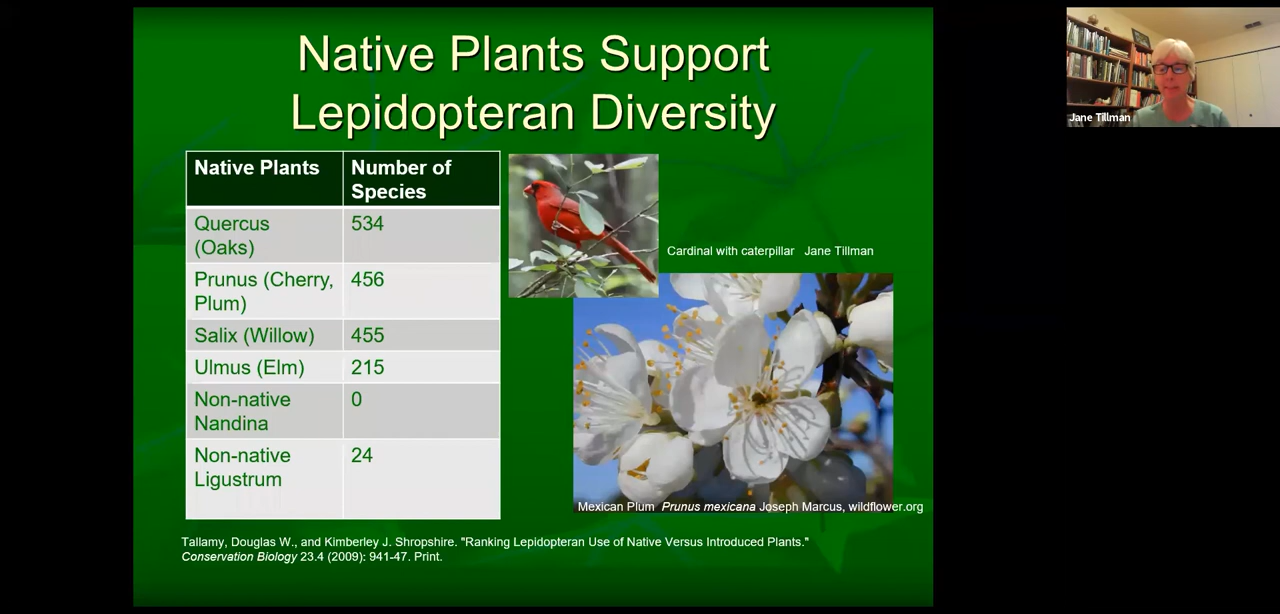 Native Plants Support
Lepidopteran Diversity
Native Plants
Number of
Species
Quercus
(Oaks)
534
Prunus (Cherry,
Plum)
456
Salix (Willow)
455
Ulmus (Elm)
215
Non-native
Nandina
0
Non-native
Ligustrum
24
Cardinal with caterpillar Jane Tillman
Mexican Plum Prunus mexicana Joseph Marcus, wildflower.org
Tallamy, Douglas W., and Kimberley J. Shropshire. "Ranking Lepidopteran Use of Native Versus Introduced Plants."
Conservation Biology 23.4 (2009): 941-47. Print.
Jane Tillman